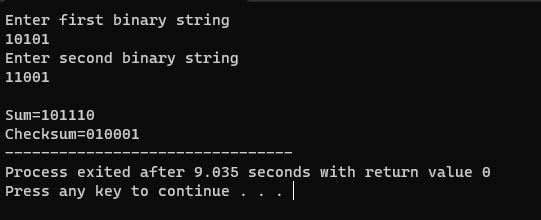 Enter first binary string
10101
Enter second binary string
11001
Sum=101110
Checksum=010001
--------------------------------
Process exited after 9.035 seconds with return value 0
Press any key to continue . . .